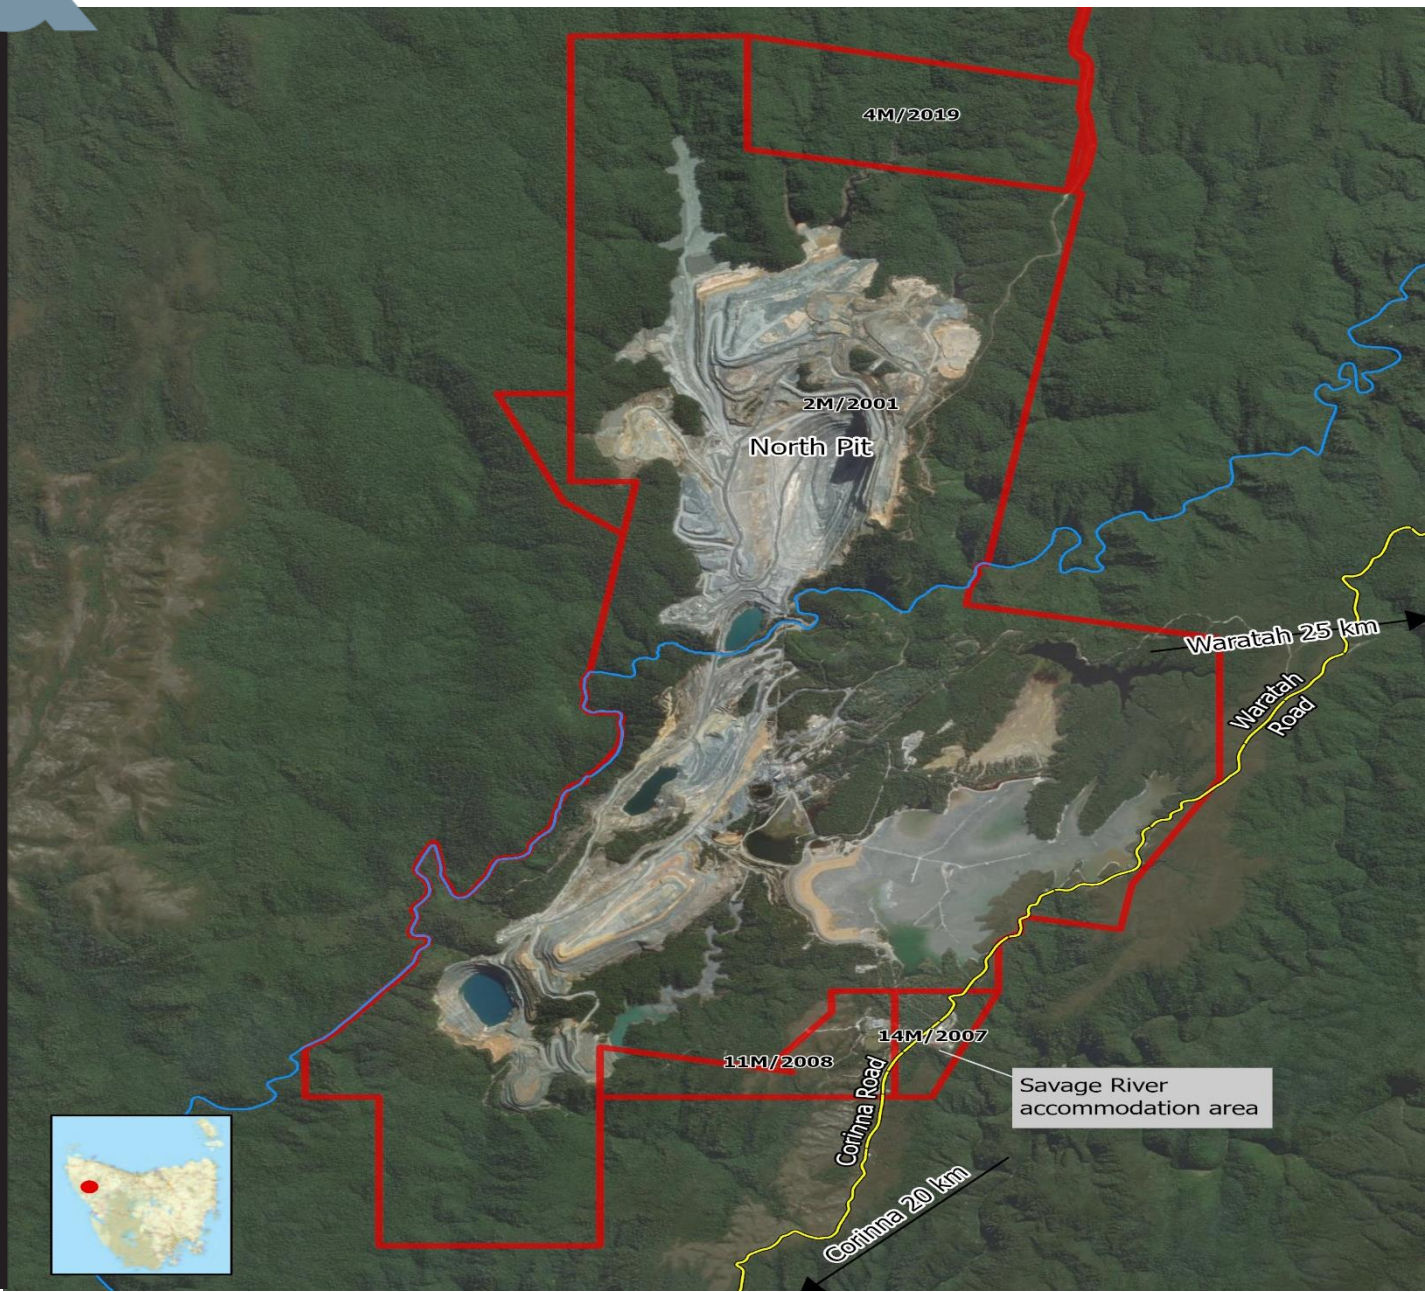 4M/2019
2M/2001
North Pit
Waratah 25 km
Waratah
Road
14M/2007
11M/2008
Corinna Road
Savage River
accommodation area
Corinna 20 km